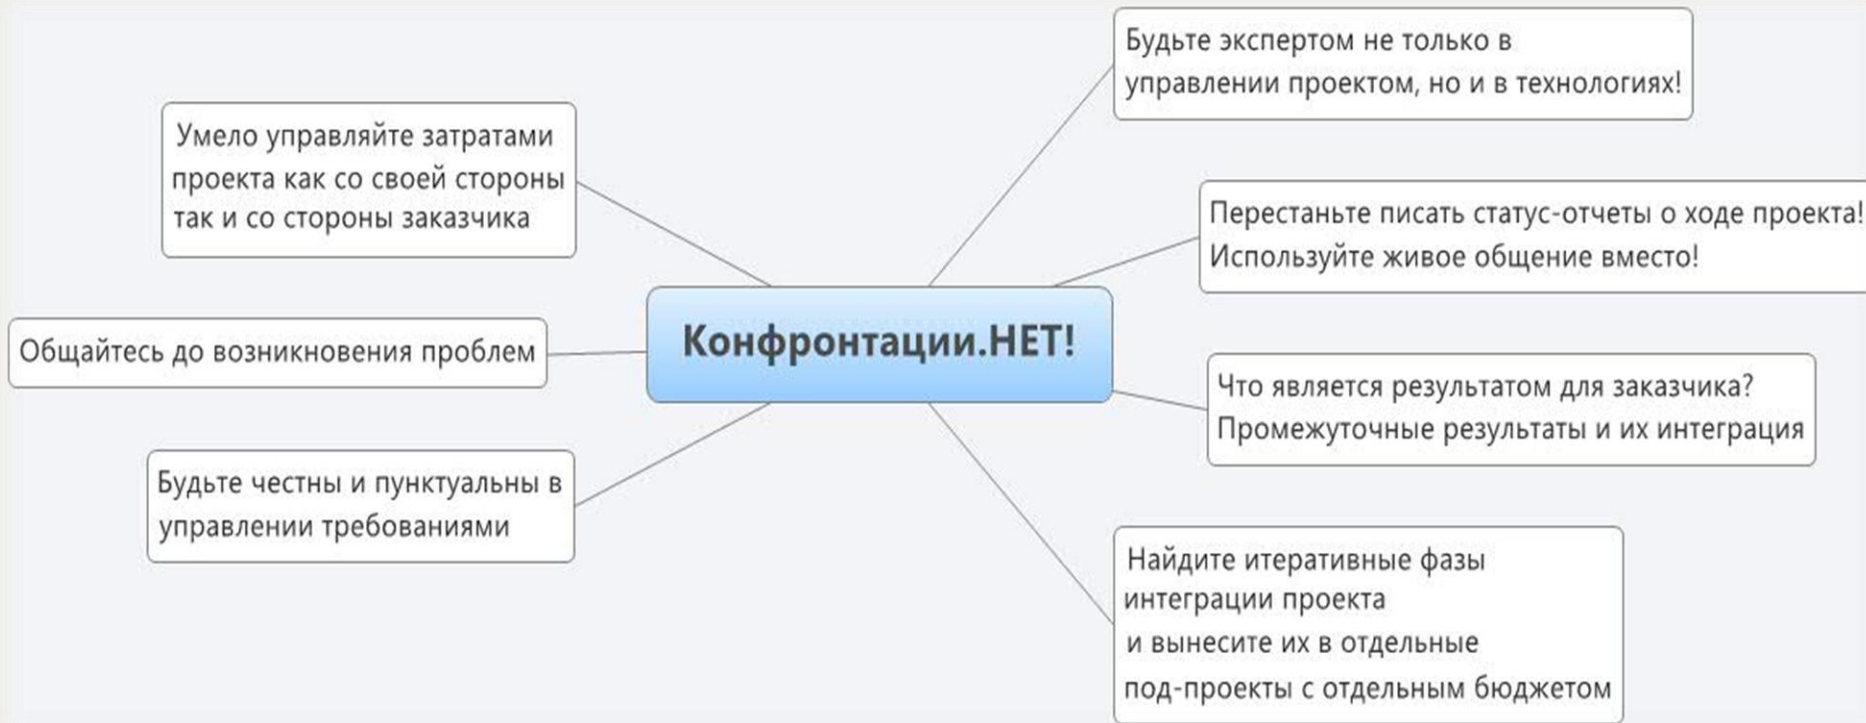 Будьте экспертом не только в
управлении проектом, но и в технологиях!
Умело управляйте затратами
проекта как со своей стороны
так и со стороны заказчика
Перестаньте писать статус-отчеты о ходе проекта!
Используйте живое общение вместо!
Конфронтации.НЕТ!
Общайтесь до возникновения проблем
Что является результатом для заказчика?
Промежуточные результаты и их интеграция
Будьте честны и пунктуальны в
управлении требованиями
Найдите итеративные фазы
интеграции проекта
и вынесите их в отдельные
под-проекты с отдельным бюджетом